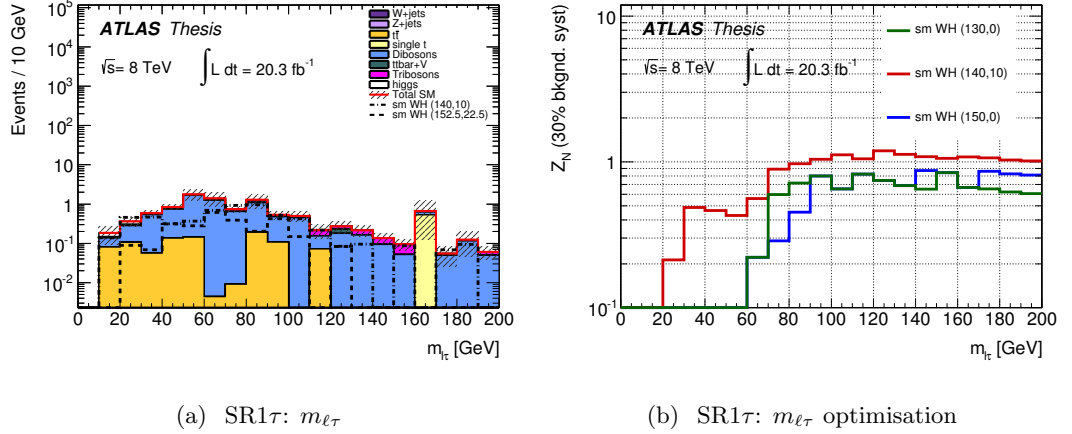 ATLAS Thesis
√s= 8 TeV ∫L dt = 20.3 fb⁻¹
W+jets
Z+jets
tt̄
single t
Dibosons
ttbar+V
Tribosons
higgs
Total SM
sm WH (140,10)
sm WH (152.5,22.5)
Events / 10 GeV
10⁵
10⁴
10³
10²
10
1
10⁻¹
10⁻²
0 20 40 60 80 100 120 140 160 180 200
m_lτ [GeV]
(a) SR1τ: m_ℓτ
ATLAS Thesis
√s= 8 TeV ∫L dt = 20.3 fb⁻¹
sm WH (130,0)
sm WH (140,10)
sm WH (150,0)
Z_N (30% bkgnd. syst)
10
1
10⁻¹
0 20 40 60 80 100 120 140 160 180 200
m_lτ [GeV]
(b) SR1τ: m_ℓτ optimisation